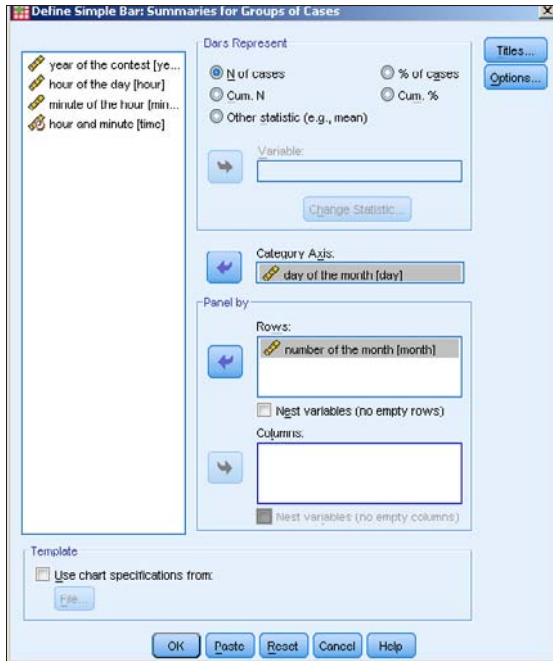 Define Simple Bar: Summaries for Groups of Cases
year of the contest [ye...
hour of the day [hour]
minute of the hour [min...
hour and minute [time]
Bars Represent
N of cases
% of cases
Cum. N
Cum. %
Other statistic (e.g., mean)
Variable:
Change Statistic...
Category Axis:
day of the month [day]
Panel by
Rows:
number of the month [month]
Nest variables (no empty rows)
Columns:
Nest variables (no empty columns)
Titles...
Options...
Template
Use chart specifications from:
File...
OK
Paste
Reset
Cancel
Help